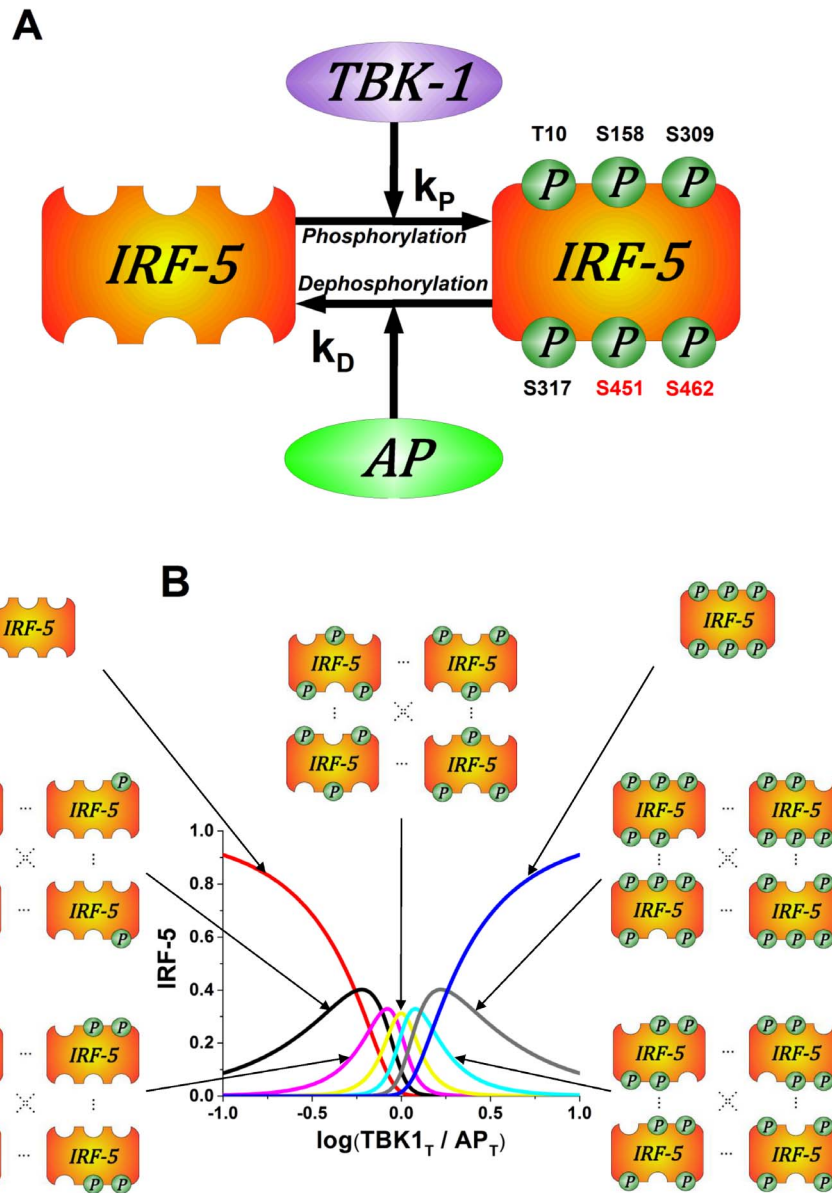 A
TBK-1
T10 S158 S309
P P P
k_P
Phosphorylation
IRF-5 IRF-5
Dephosphorylation
k_D
P P P
S317 S451 S462
AP
B
IRF-5
P P P
IRF-5
P P P
P
IRF-5 ... IRF-5
P P P P
P P P
IRF-5 ... IRF-5
P P P
P
... IRF-5
... IRF-5
P
P P P P P
IRF-5 ... IRF-5
P P P P P
P P P P P
IRF-5 ... IRF-5
P P P P P
P P
... IRF-5
... IRF-5
P P
P P P P
IRF-5 ... IRF-5
P P P P
P P P
IRF-5 ... IRF-5
P P P P P
IRF-5
1.0
0.8
0.6
0.4
0.2
0.0
-1.0 -0.5 0.0 0.5 1.0
log(TBK1_T / AP_T)